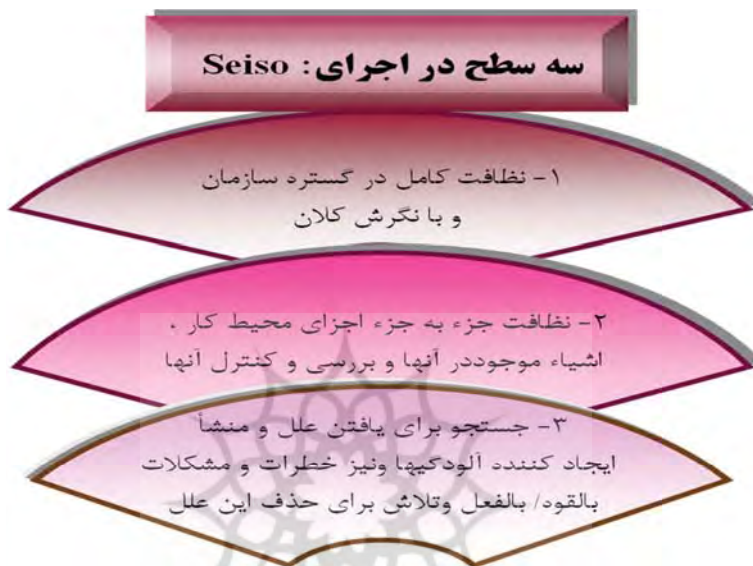 سه سطح در اجرای: Seiso
۱- نظافت کامل در گستره سازمان
و با نگرش کلان
۲- نظافت جزء به جزء اجزای محیط کار ،
اشیاء موجوددر آنها و بررسی و کنترل آنها
۳- جستجو برای یافتن علل و منشأ
ایجاد کننده آلودگیها ونیز خطرات و مشکلات
بالقوه/ بالفعل وتلاش برای حذف این علل